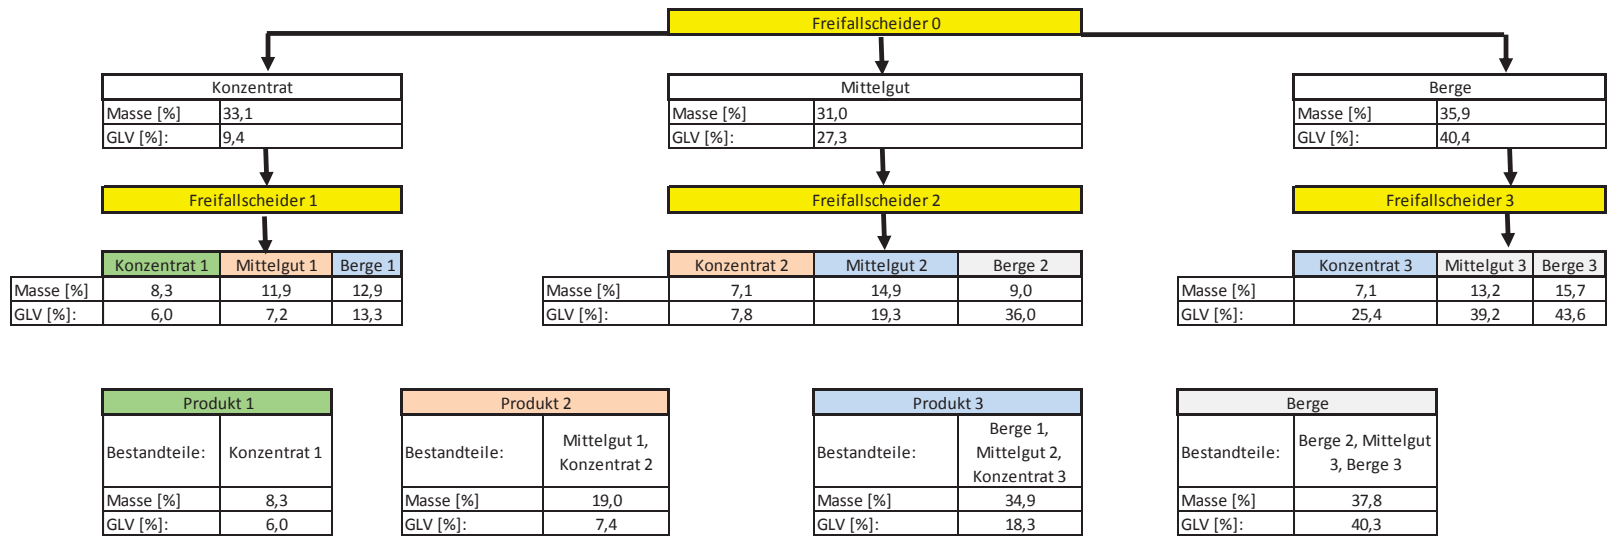 Freifallscheider 0
Konzentrat
Masse [%] 33,1
GLV [%]: 9,4
Mittelgut
Masse [%] 31,0
GLV [%]: 27,3
Berge
Masse [%] 35,9
GLV [%]: 40,4
Freifallscheider 1
Freifallscheider 2
Freifallscheider 3
Konzentrat 1 Mittelgut 1 Berge 1
Masse [%] 8,3 11,9 12,9
GLV [%]: 6,0 7,2 13,3
Konzentrat 2 Mittelgut 2 Berge 2
Masse [%] 7,1 14,9 9,0
GLV [%]: 7,8 19,3 36,0
Konzentrat 3 Mittelgut 3 Berge 3
Masse [%] 7,1 13,2 15,7
GLV [%]: 25,4 39,2 43,6
Produkt 1
Bestandteile: Konzentrat 1
Masse [%] 8,3
GLV [%]: 6,0
Produkt 2
Bestandteile: Mittelgut 1,
Konzentrat 2
Masse [%] 19,0
GLV [%]: 7,4
Produkt 3
Berge 1,
Bestandteile: Mittelgut 2,
Konzentrat 3
Masse [%] 34,9
GLV [%]: 18,3
Berge
Bestandteile: Berge 2, Mittelgut
3, Berge 3
Masse [%] 37,8
GLV [%]: 40,3